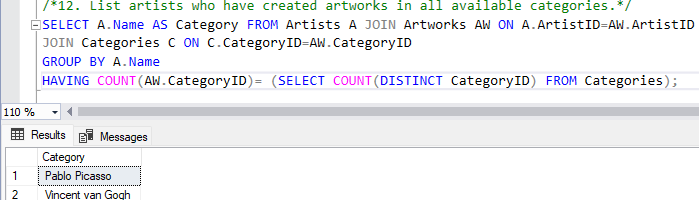 /*12. List artists who have created artworks in all available categories.*/
SELECT A.Name AS Category FROM Artists A JOIN Artworks AW ON A.ArtistID=AW.ArtistID
JOIN Categories C ON C.CategoryID=AW.CategoryID
GROUP BY A.Name
HAVING COUNT(AW.CategoryID)= (SELECT COUNT(DISTINCT CategoryID) FROM Categories);
110 %
Results Messages
Category
1 Pablo Picasso
2 Vincent van Gogh